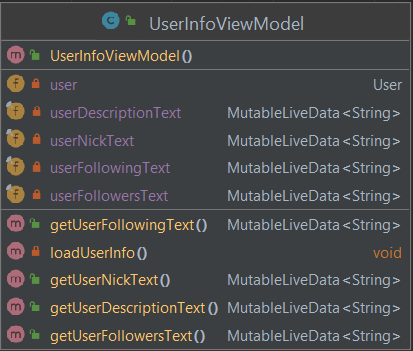 UserInfoViewModel
UserInfoViewModel()
user User
userDescriptionText MutableLiveData<String>
userNickText MutableLiveData<String>
userFollowingText MutableLiveData<String>
userFollowersText MutableLiveData<String>
getUserFollowingText() MutableLiveData<String>
loadUserInfo() void
getUserNickText() MutableLiveData<String>
getUserDescriptionText() MutableLiveData<String>
getUserFollowersText() MutableLiveData<String>